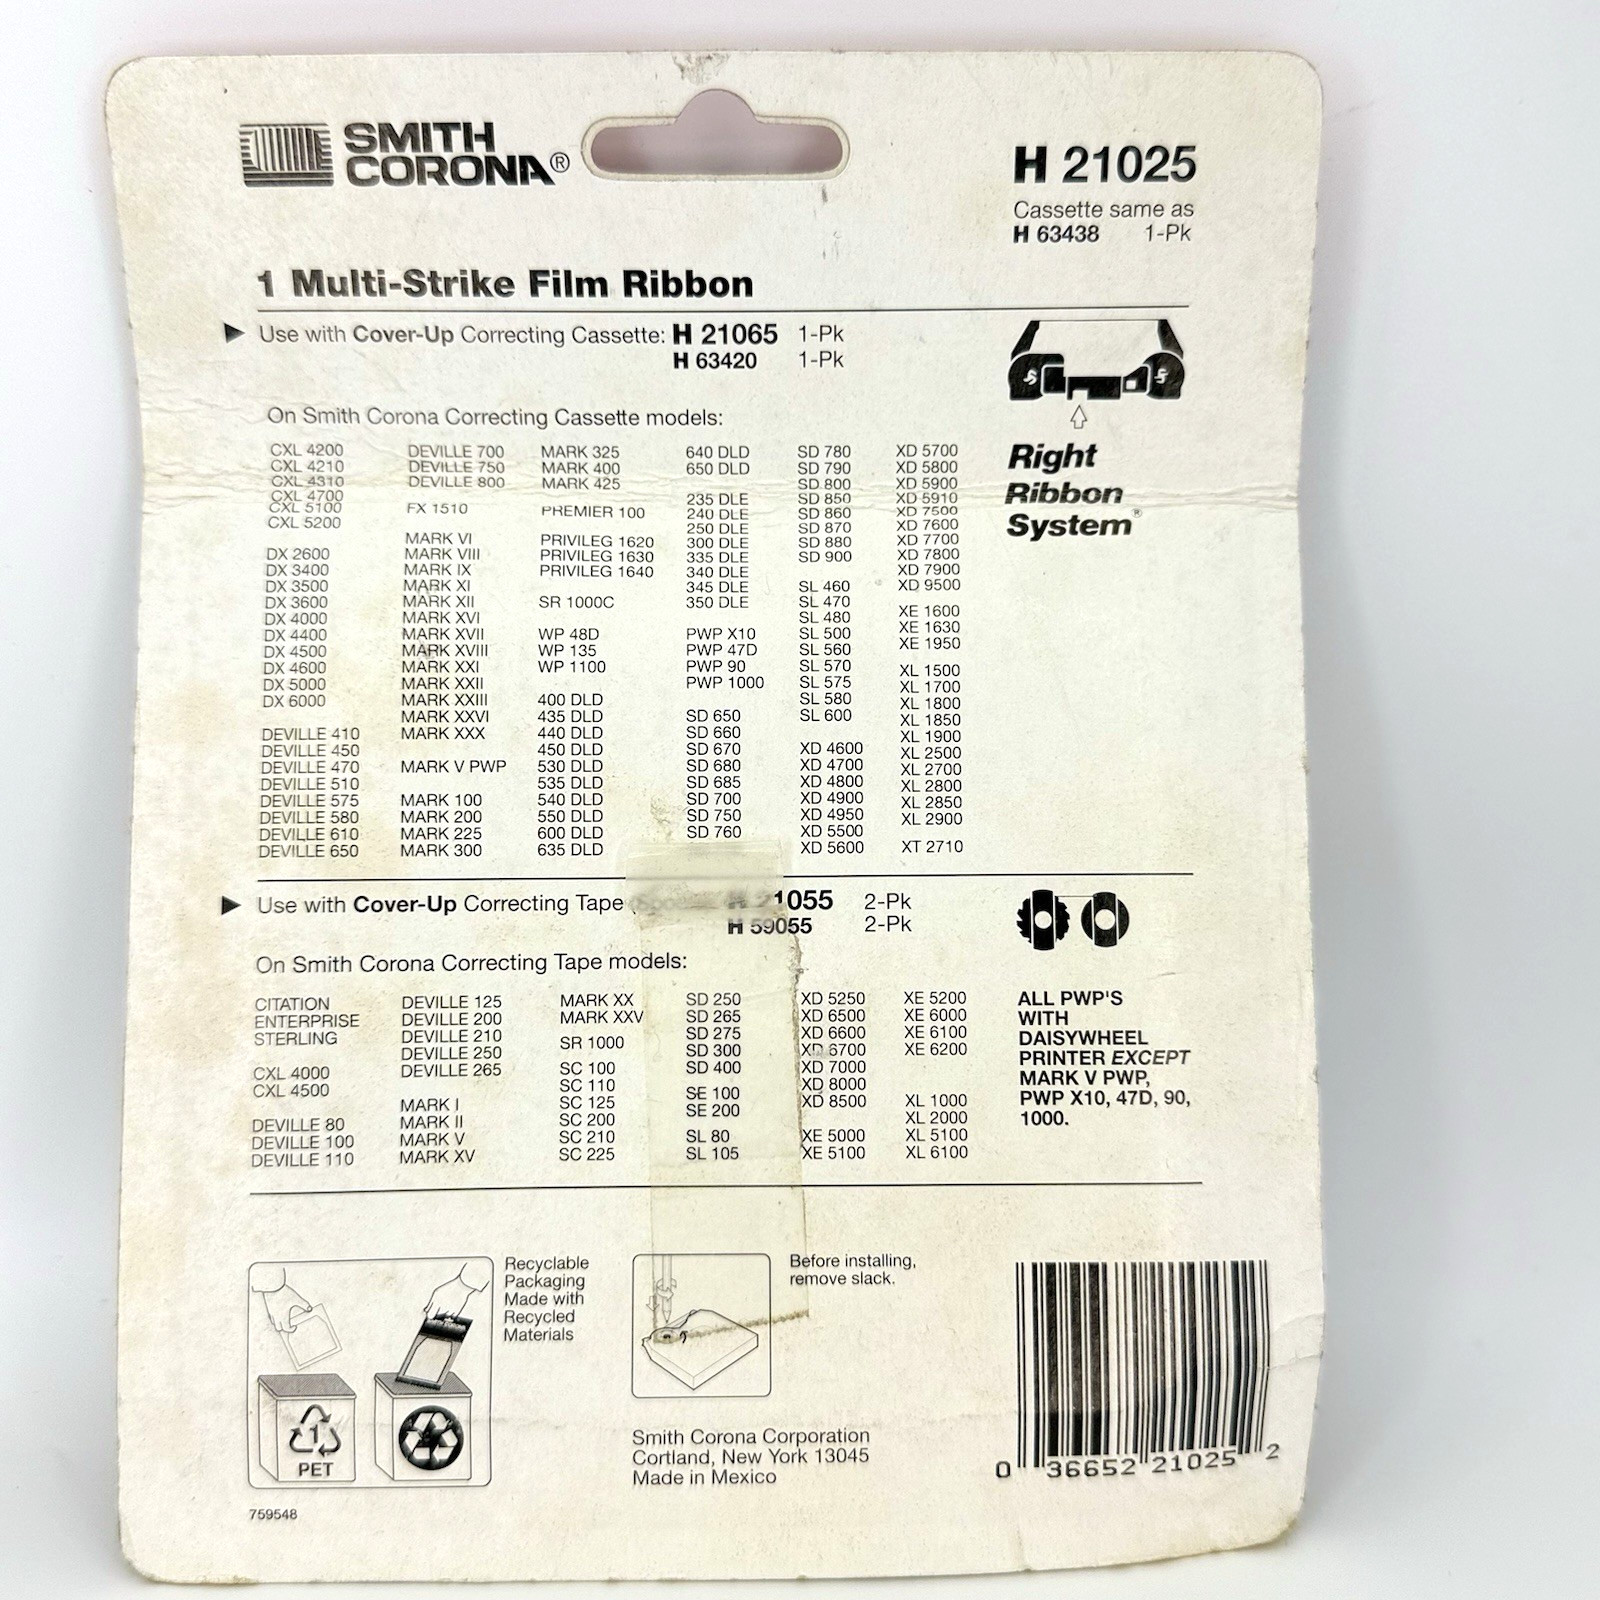 SMITH
CORONA®
H 21025
Cassette same as
H 63438 1-Pk
1 Multi-Strike Film Ribbon
Use with Cover-Up Correcting Cassette: H 21065 1-Pk
H 63420 1-Pk
On Smith Corona Correcting Cassette models:
CXL 4200
CXL 4210
CXL 4310
CXL 4700
CXL 5100
CXL 5200
DX 2600
DX 3400
DX 3500
DX 3600
DX 4000
DX 4400
DX 4500
DX 4600
DX 5000
DX 6000
DEVILLE 410
DEVILLE 450
DEVILLE 470
DEVILLE 510
DEVILLE 575
DEVILLE 580
DEVILLE 610
DEVILLE 650
DEVILLE 700
DEVILLE 750
DEVILLE 800
FX 1510
MARK VI
MARK VIII
MARK IX
MARK XI
MARK XII
MARK XVI
MARK XVII
MARK XVIII
MARK XXI
MARK XXII
MARK XXIII
MARK XXVI
MARK XXX
MARK V PWP
MARK 100
MARK 200
MARK 225
MARK 300
MARK 325
MARK 400
MARK 425
PREMIER 100
PRIVILEG 1620
PRIVILEG 1630
PRIVILEG 1640
SR 1000C
WP 48D
WP 135
WP 1100
400 DLD
435 DLD
440 DLD
450 DLD
530 DLD
535 DLD
540 DLD
550 DLD
600 DLD
635 DLD
640 DLD
650 DLD
235 DLE
240 DLE
250 DLE
300 DLE
335 DLE
340 DLE
345 DLE
350 DLE
PWP X10
PWP 47D
PWP 90
PWP 1000
SD 650
SD 660
SD 670
SD 680
SD 685
SD 700
SD 750
SD 760
SD 780
SD 790
SD 800
SD 850
SD 860
SD 870
SD 880
SD 900
SL 460
SL 470
SL 480
SL 500
SL 560
SL 570
SL 575
SL 580
SL 600
XD 4600
XD 4700
XD 4800
XD 4900
XD 4950
XD 5500
XD 5600
XD 5700
XD 5800
XD 5900
XD 5910
XD 7500
XD 7600
XD 7700
XD 7800
XD 7900
XD 9500
XE 1600
XE 1630
XE 1950
XL 1500
XL 1700
XL 1800
XL 1850
XL 1900
XL 2500
XL 2700
XL 2800
XL 2850
XL 2900
XT 2710
Right
Ribbon
System®
Use with Cover-Up Correcting Tape H 21055 2-Pk
H 59055 2-Pk
On Smith Corona Correcting Tape models:
CITATION
ENTERPRISE
STERLING
CXL 4000
CXL 4500
DEVILLE 80
DEVILLE 100
DEVILLE 110
DEVILLE 125
DEVILLE 200
DEVILLE 210
DEVILLE 250
DEVILLE 265
MARK I
MARK II
MARK V
MARK XV
MARK XX
MARK XXV
SR 1000
SC 100
SC 110
SC 125
SC 200
SC 210
SC 225
SD 250
SD 265
SD 275
SD 300
SD 400
SE 100
SE 200
SL 80
SL 105
XD 5250
XD 6500
XD 6600
XD 6700
XD 7000
XD 8000
XD 8500
XE 5000
XE 5100
XE 5200
XE 6000
XE 6100
XE 6200
XL 1000
XL 2000
XL 5100
XL 6100
ALL PWP'S
WITH
DAISYWHEEL
PRINTER EXCEPT
MARK V PWP,
PWP X10, 47D, 90,
1000.
Recyclable
Packaging
Made with
Recycled
Materials
1
PET
Before installing,
remove slack.
Smith Corona Corporation
Cortland, New York 13045
Made in Mexico
0 36652 21025 2
759548